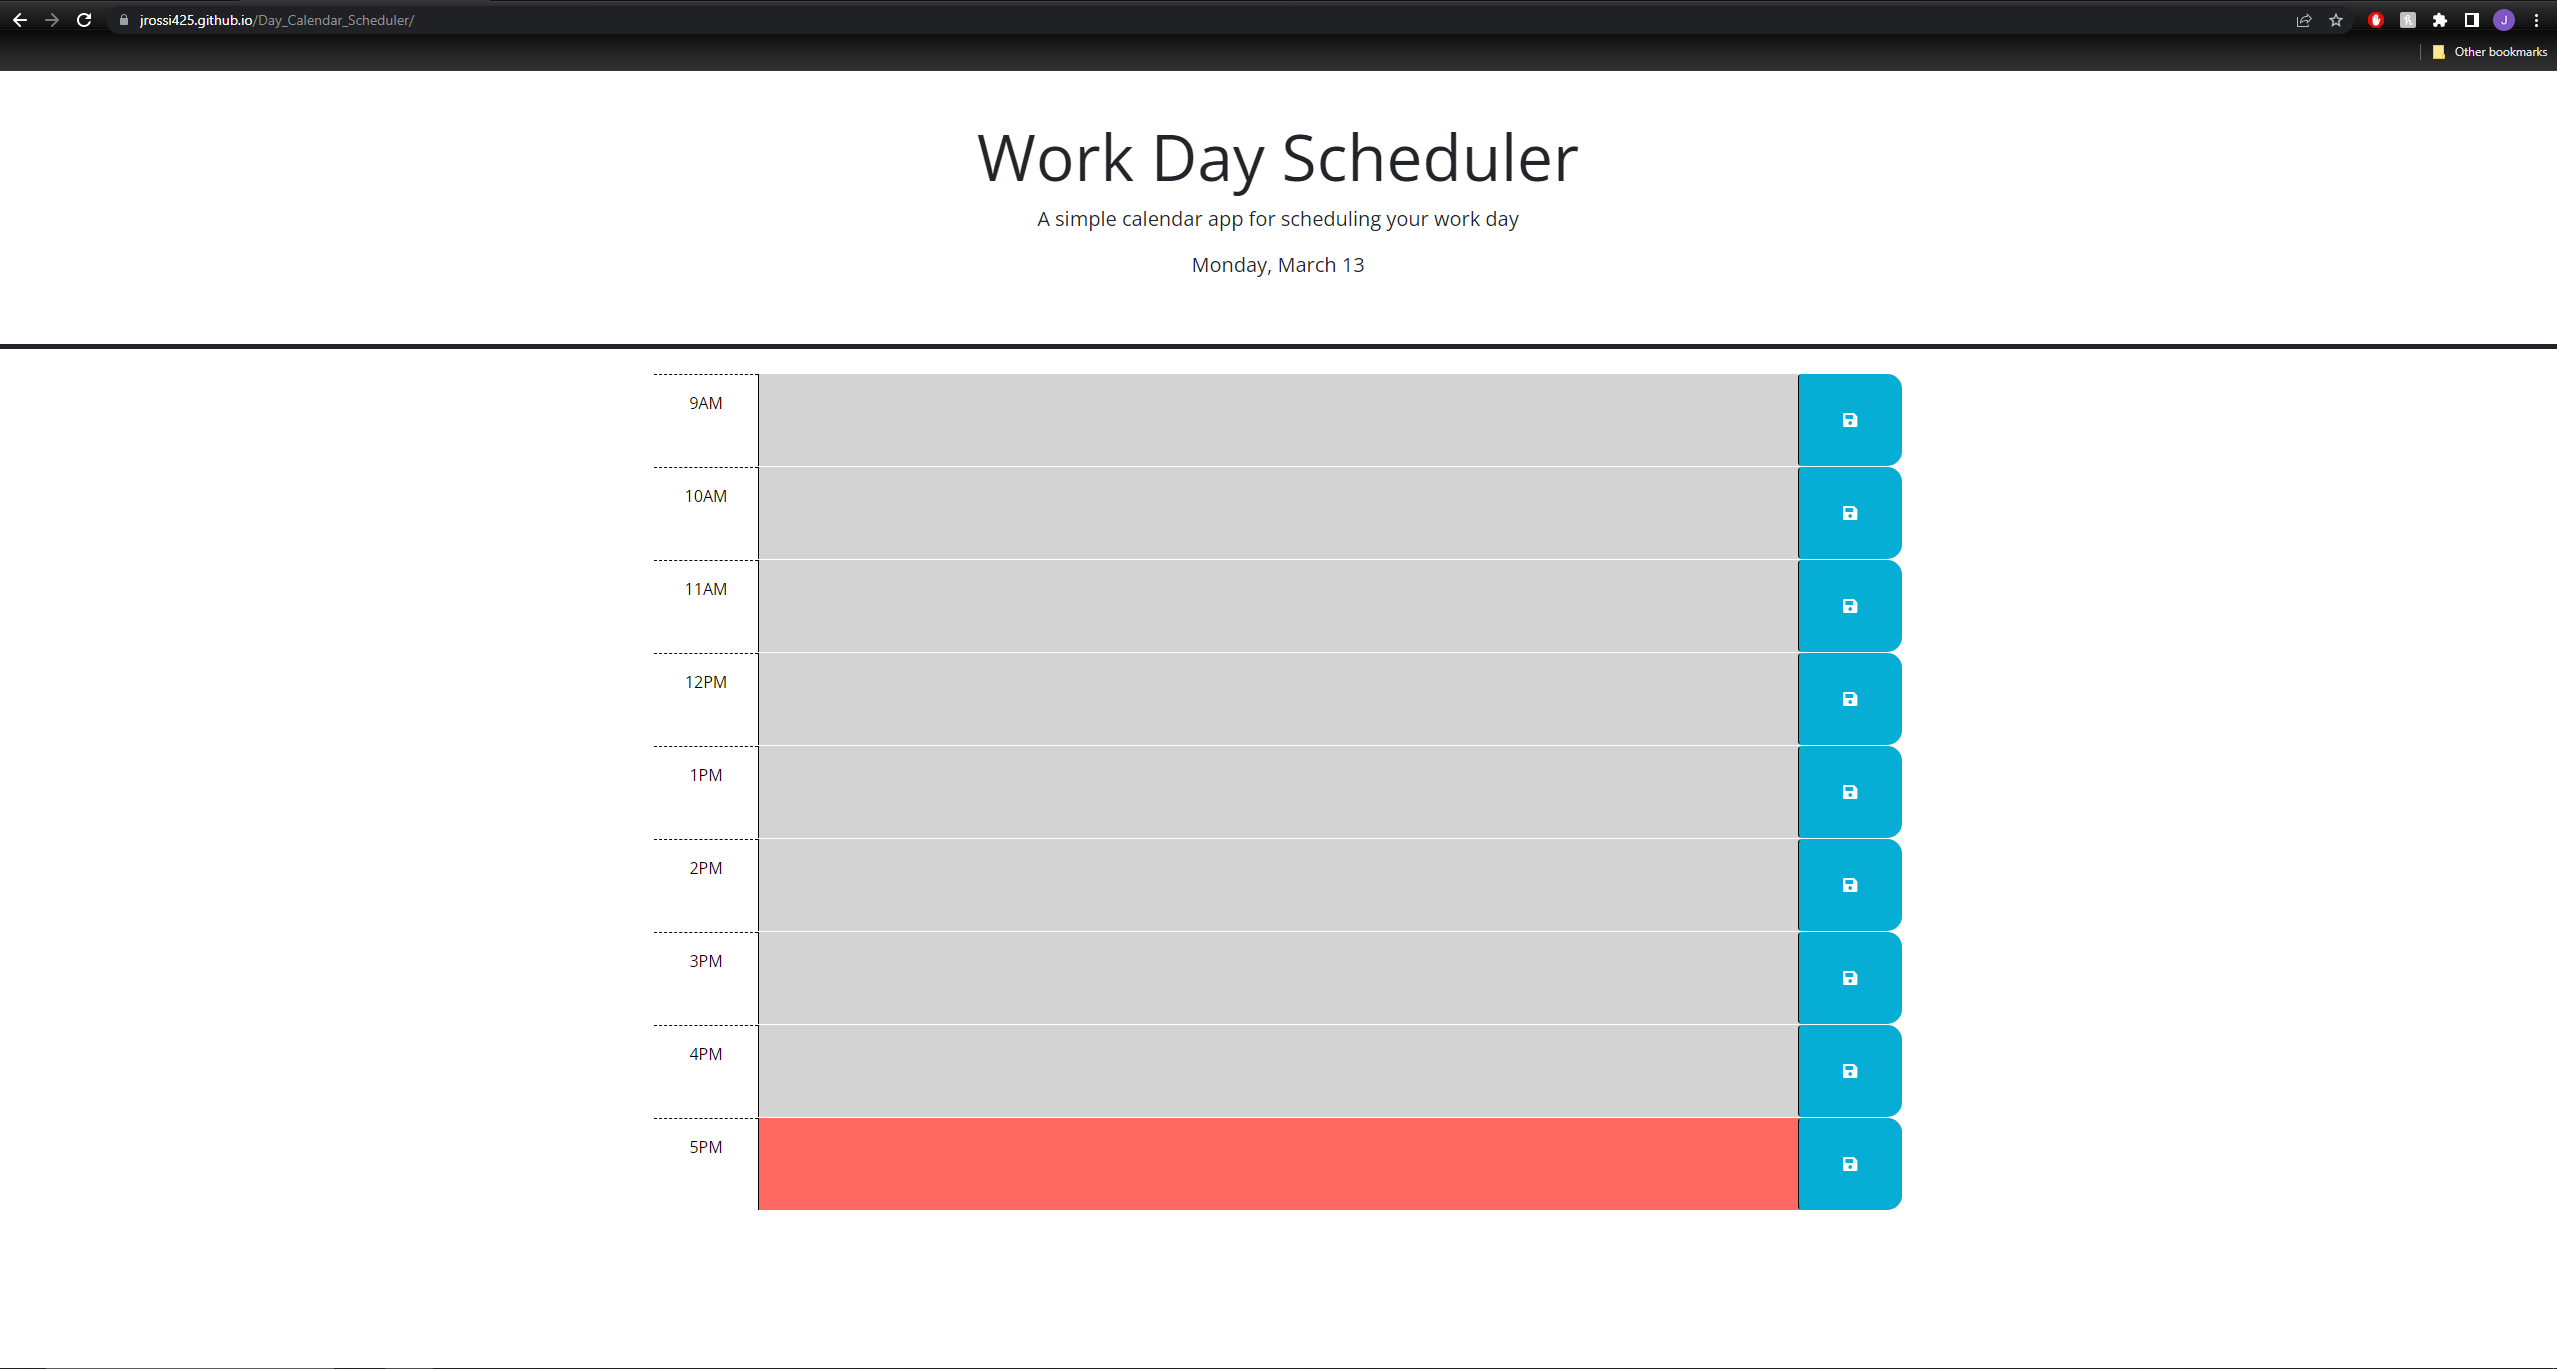 jrossi425.github.io/Day_Calendar_Scheduler/
J
Other bookmarks
Work Day Scheduler
A simple calendar app for scheduling your work day
Monday, March 13
9AM
10AM
11AM
12PM
1PM
2PM
3PM
4PM
5PM